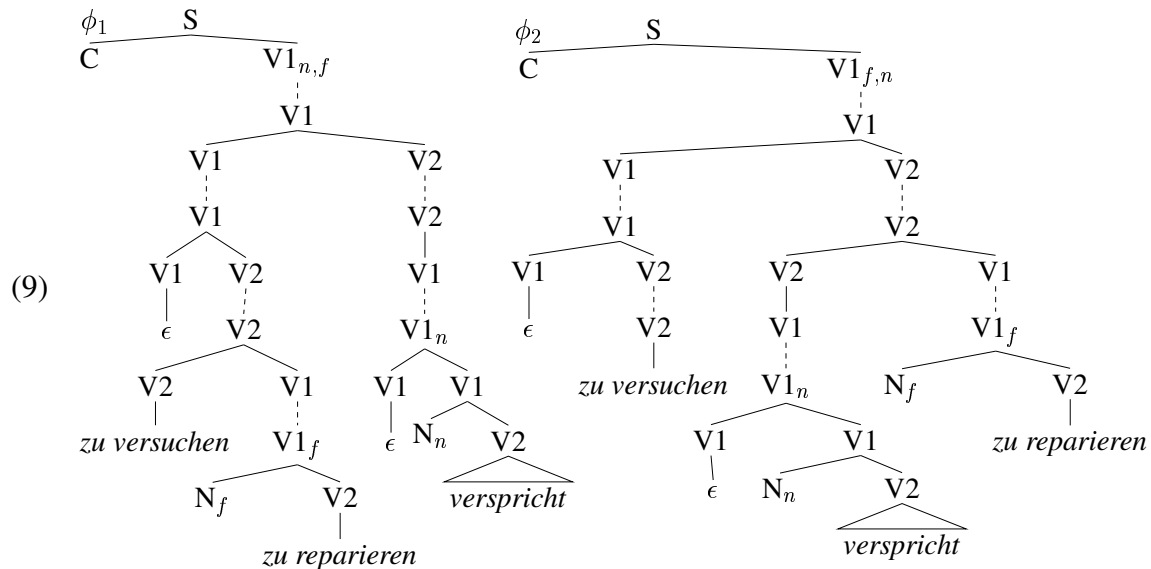 ϕ1 S ϕ2 S
C V1n,f C V1f,n
V1 V1
V1 V2 V1 V2
V1 V2 V1 V2
(9) V1 V2 V1 V1 V2 V2 V1
ϵ V2 V1n ϵ V2 V1 V1f
V2 V1 V1 V1 zu versuchen V1n Nf V2
zu versuchen V1f ϵ Nn V2 V1 V1 zu reparieren
Nf V2 verspricht ϵ Nn V2
zu reparieren verspricht